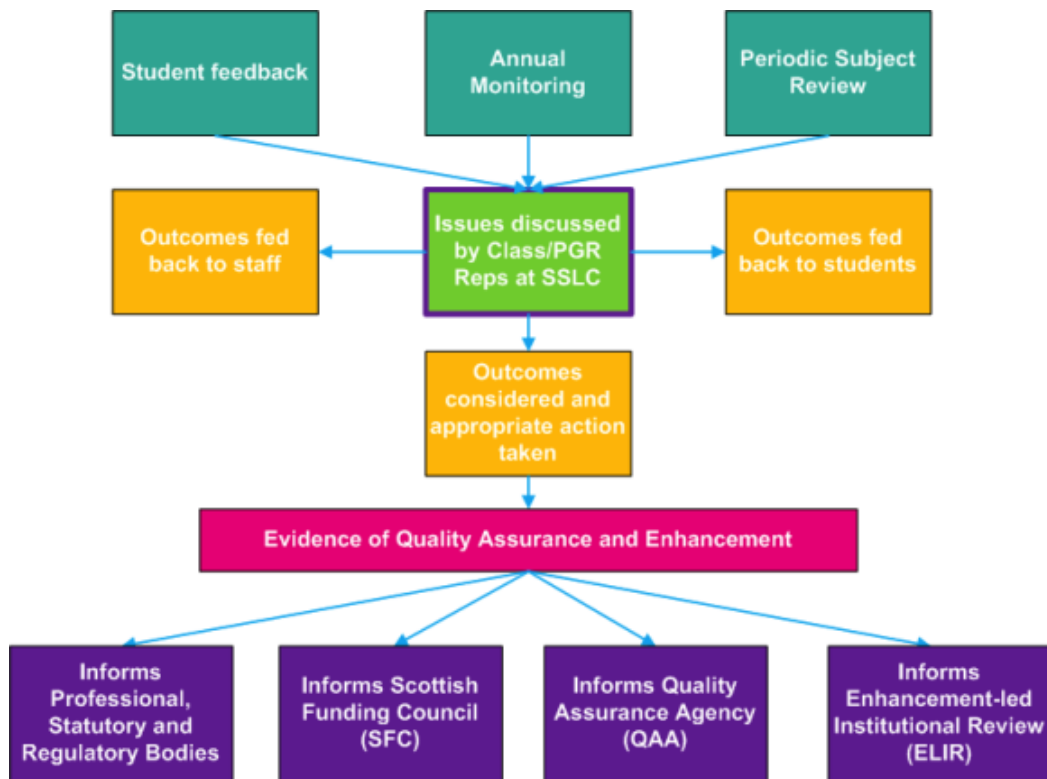 Student feedback
Annual
Monitoring
Periodic Subject
Review
Outcomes fed
back to staff
Issues discussed
by Class/PGR
Reps at SSLC
Outcomes fed
back to students
Outcomes
considered and
appropriate action
taken
Evidence of Quality Assurance and Enhancement
Informs
Professional,
Statutory and
Regulatory Bodies
Informs Scottish
Funding Council
(SFC)
Informs Quality
Assurance Agency
(QAA)
Informs
Enhancement-led
Institutional Review
(ELIR)